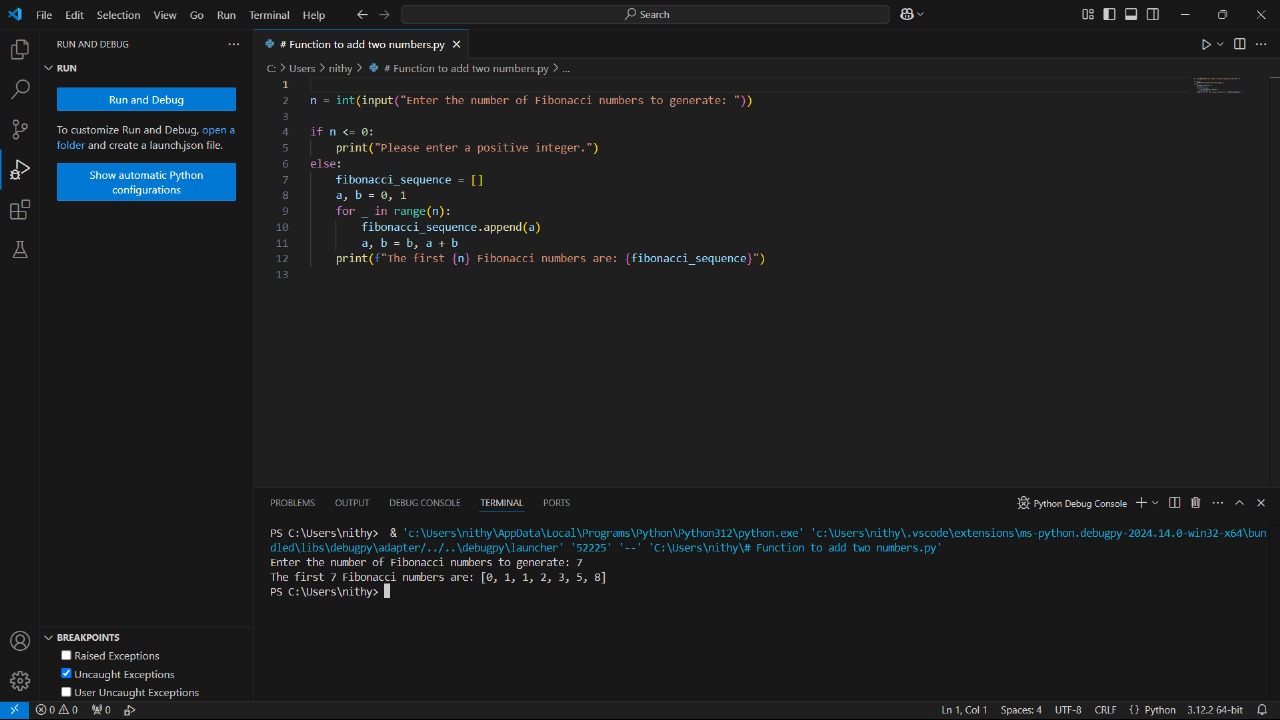 File Edit Selection View Go Run Terminal Help Search
RUN AND DEBUG
RUN
Run and Debug
To customize Run and Debug, open a
folder and create a launch.json file.
Show automatic Python
configurations
# Function to add two numbers.py
C: > Users > nithy > # Function to add two numbers.py > ...
1
2 n = int(input("Enter the number of Fibonacci numbers to generate: "))
3
4 if n <= 0:
5     print("Please enter a positive integer.")
6 else:
7     fibonacci_sequence = []
8     a, b = 0, 1
9     for _ in range(n):
10         fibonacci_sequence.append(a)
11         a, b = b, a + b
12     print(f"The first {n} Fibonacci numbers are: {fibonacci_sequence}")
13
PROBLEMS OUTPUT DEBUG CONSOLE TERMINAL PORTS Python Debug Console
PS C:\Users\nithy>  & 'c:\Users\nithy\AppData\Local\Programs\Python\Python312\python.exe' 'c:\Users\nithy\.vscode\extensions\ms-python.debugpy-2024.14.0-win32-x64\bun
dled\libs\debugpy\adapter/../..\debugpy\launcher' '52225' '--' 'C:\Users\nithy\# Function to add two numbers.py'
Enter the number of Fibonacci numbers to generate: 7
The first 7 Fibonacci numbers are: [0, 1, 1, 2, 3, 5, 8]
PS C:\Users\nithy>
BREAKPOINTS
Raised Exceptions
Uncaught Exceptions
User Uncaught Exceptions
0 0 0 Ln 1, Col 1 Spaces: 4 UTF-8 CRLF {} Python 3.12.2 64-bit